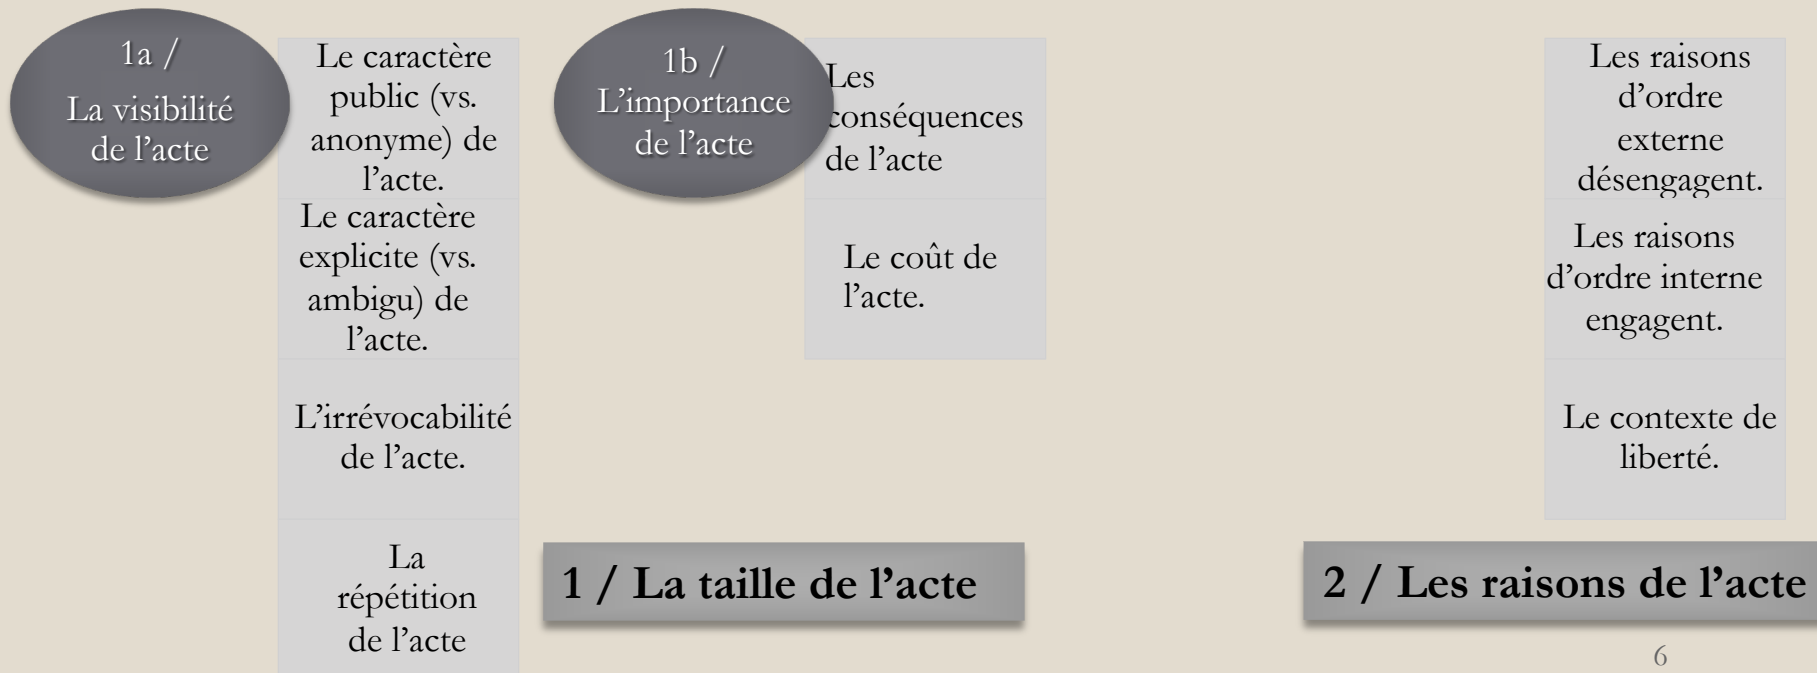 1a /
La visibilité
de l’acte
Le caractère
public (vs.
anonyme) de
l’acte.
Le caractère
explicite (vs.
ambigu) de
l’acte.
L’irrévocabilité
de l’acte.
La
répétition
de l’acte
1b /
L’importance
de l’acte
Les
conséquences
de l’acte
Le coût de
l’acte.
1 / La taille de l’acte
Les raisons
d’ordre
externe
désengagent.
Les raisons
d’ordre interne
engagent.
Le contexte de
liberté.
2 / Les raisons de l’acte
6